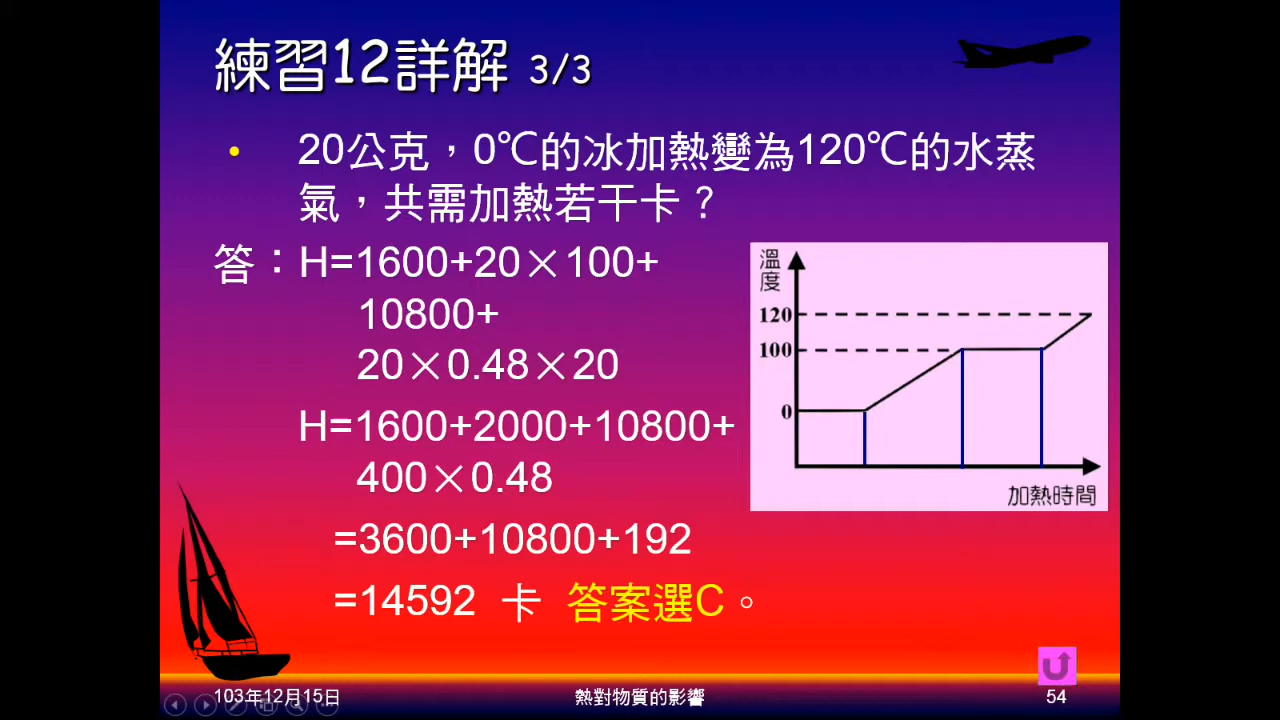 練習12詳解 3/3
• 20公克，0℃的冰加熱變為120℃的水蒸
氣，共需加熱若干卡？
答：H=1600+20×100+
10800+
20×0.48×20
H=1600+2000+10800+
400×0.48
=3600+10800+192
=14592 卡 答案選C。
溫度
120
100
0
加熱時間
103年12月15日
熱對物質的影響
54